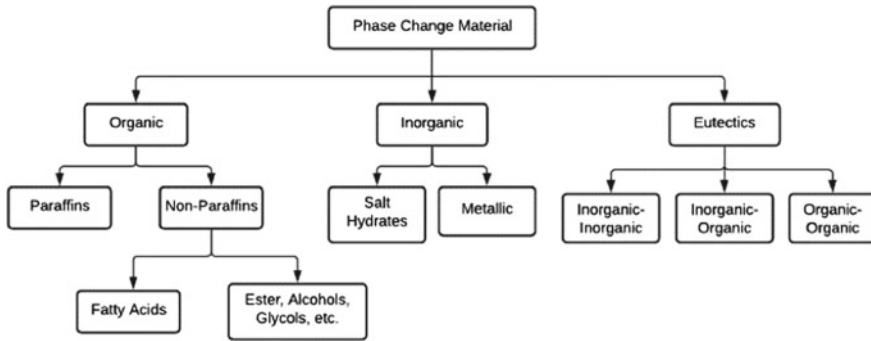 Phase Change Material
Organic
Inorganic
Eutectics
Paraffins
Non-Paraffins
Salt
Hydrates
Metallic
Inorganic-
Inorganic
Inorganic-
Organic
Organic-
Organic
Fatty Acids
Ester, Alcohols,
Glycols, etc.